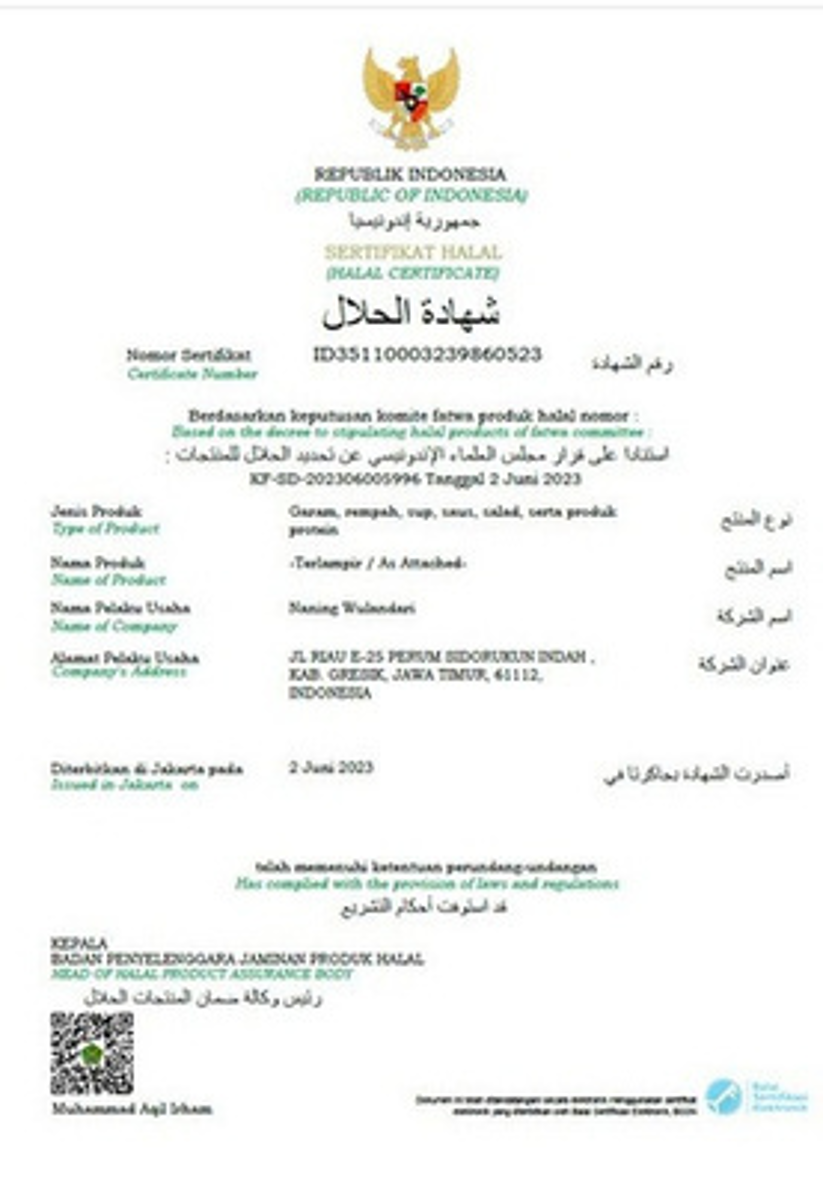 REPUBLIK INDONESIA
(REPUBLIC OF INDONESIA)
جمهورية إندونيسيا
SERTIFIKAT HALAL
(HALAL CERTIFICATE)
شهادة الحلال
Nomor Sertifikat ID35110003239860523 رقم الشهادة
Certificate Number
Berdasarkan keputusan komite fatwa produk halal nomor :
Based on the decree to stipulating halal products of fatwa committee :
استنادا على قرار مجلس العلماء الإندونيسي عن تحديد الحلال للمنتجات :
KF-SD-202306005996 Tanggal 2 Juni 2023
Jenis Produk Garam, rempah, sup, saus, salad, serta produk نوع المنتج
Type of Product protein
Nama Produk -Terlampir / As Attached- اسم المنتج
Name of Product
Nama Pelaku Usaha Naning Wulandari اسم الشركة
Name of Company
Alamat Pelaku Usaha JL RIAU E-25 PERUM SIDORUKUN INDAH , عنوان الشركة
Company's Address KAB. GRESIK, JAWA TIMUR, 61112,
INDONESIA
Diterbitkan di Jakarta pada 2 Juni 2023 أصدرت الشهادة بجاكرتا في
Issued in Jakarta on
telah memenuhi ketentuan perundang-undangan
Has complied with the provision of laws and regulations
قد استوفت أحكام التشريع
KEPALA
BADAN PENYELENGGARA JAMINAN PRODUK HALAL
HEAD OF HALAL PRODUCT ASSURANCE BODY
رئيس وكالة ضمان المنتجات الحلال
Muhammad Aqil Irham
Dokumen ini telah ditandatangani secara elektronik menggunakan sertifikat
elektronik yang diterbitkan oleh Balai Sertifikasi Elektronik, BSSN
Balai
Sertifikasi
Elektronik